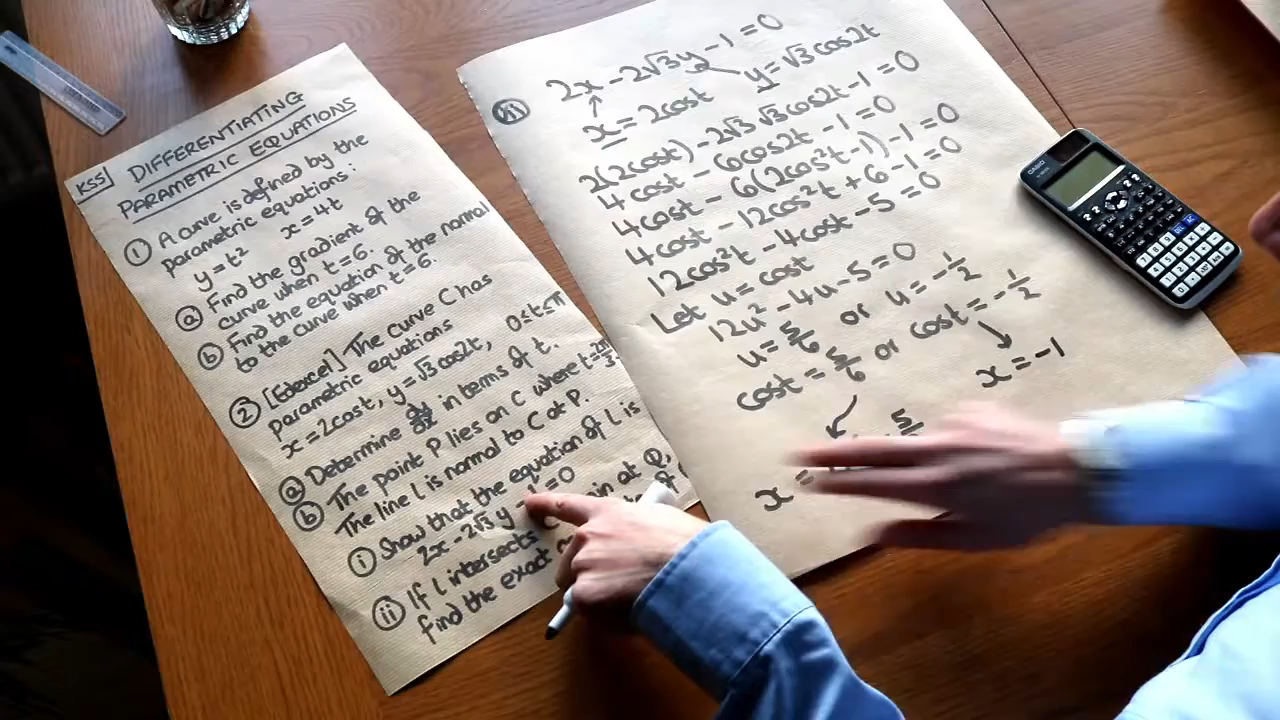 KS5
DIFFERENTIATING
PARAMETRIC EQUATIONS
① A curve is defined by the
parametric equations:
y = t² x = 4t
ⓐ Find the gradient of the
curve when t = 6.
ⓑ Find the equation of the normal
to the curve when t = 6.
② [Edexcel] The curve C has
parametric equations
x = 2cost, y = √3 cos2t, 0 ≤ t ≤ π
ⓐ Determine dy/dx in terms of t.
ⓑ The point P lies on C where t = 2π/3.
The line l is normal to C at P.
ⓘ Show that the equation of l is
2x - 2√3 y - 1 = 0
ⓘⓘ If l intersects C at Q,
find the exact of
ⓘⓘ 2x - 2√3y - 1 = 0
x = 2cost y = √3 cos2t
2(2cost) - 2√3 √3cos2t - 1 = 0
4cost - 6cos2t - 1 = 0
4cost - 6(2cos²t - 1) - 1 = 0
4cost - 12cos²t + 6 - 1 = 0
12cos²t - 4cost - 5 = 0
Let u = cost
12u² - 4u - 5 = 0
u = 5/6 or u = -1/2
cost = 5/6 or cost = -1/2
x = -1
x = 5/6
CASIO